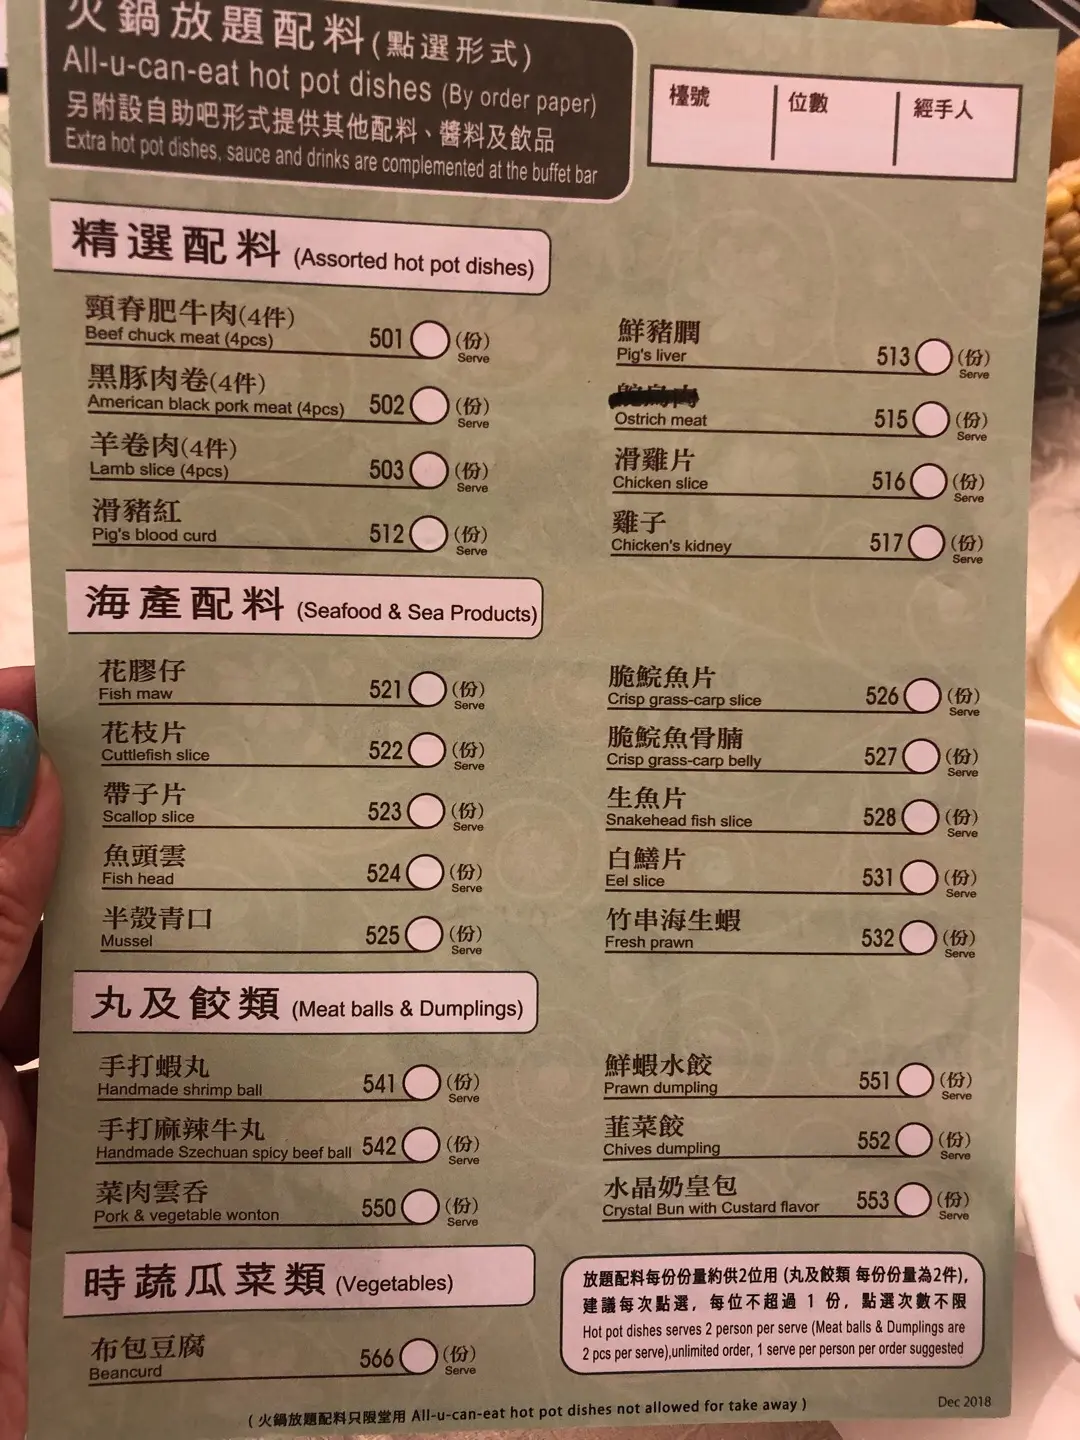 火鍋放題配料(點選形式)
All-u-can-eat hot pot dishes (By order paper)
另附設自助吧形式提供其他配料、醬料及飲品
Extra hot pot dishes, sauce and drinks are complemented at the buffet bar
檯號 位數 經手人
精選配料 (Assorted hot pot dishes)
頸脊肥牛肉(4件)
Beef chuck meat (4pcs) 501 (份) Serve
黑豚肉卷(4件)
American black pork meat (4pcs) 502 (份) Serve
羊卷肉(4件)
Lamb slice (4pcs) 503 (份) Serve
滑豬紅
Pig's blood curd 512 (份) Serve
鮮豬膶
Pig's liver 513 (份) Serve
Ostrich meat 515 (份) Serve
滑雞片
Chicken slice 516 (份) Serve
雞子
Chicken's kidney 517 (份) Serve
海產配料 (Seafood & Sea Products)
花膠仔
Fish maw 521 (份) Serve
花枝片
Cuttlefish slice 522 (份) Serve
帶子片
Scallop slice 523 (份) Serve
魚頭雲
Fish head 524 (份) Serve
半殼青口
Mussel 525 (份) Serve
脆鯇魚片
Crisp grass-carp slice 526 (份) Serve
脆鯇魚骨腩
Crisp grass-carp belly 527 (份) Serve
生魚片
Snakehead fish slice 528 (份) Serve
白鱔片
Eel slice 531 (份) Serve
竹串海生蝦
Fresh prawn 532 (份) Serve
丸及餃類 (Meat balls & Dumplings)
手打蝦丸
Handmade shrimp ball 541 (份) Serve
手打麻辣牛丸
Handmade Szechuan spicy beef ball 542 (份) Serve
菜肉雲吞
Pork & vegetable wonton 550 (份) Serve
鮮蝦水餃
Prawn dumpling 551 (份) Serve
韮菜餃
Chives dumpling 552 (份) Serve
水晶奶皇包
Crystal Bun with Custard flavor 553 (份) Serve
時蔬瓜菜類 (Vegetables)
布包豆腐
Beancurd 566 (份) Serve
放題配料每份份量約供2位用 (丸及餃類 每份份量為2件),
建議每次點選，每位不超過 1 份，點選次數不限
Hot pot dishes serves 2 person per serve (Meat balls & Dumplings are
2 pcs per serve),unlimited order, 1 serve per person per order suggested
(火鍋放題配料只限堂用 All-u-can-eat hot pot dishes not allowed for take away)
Dec 2018